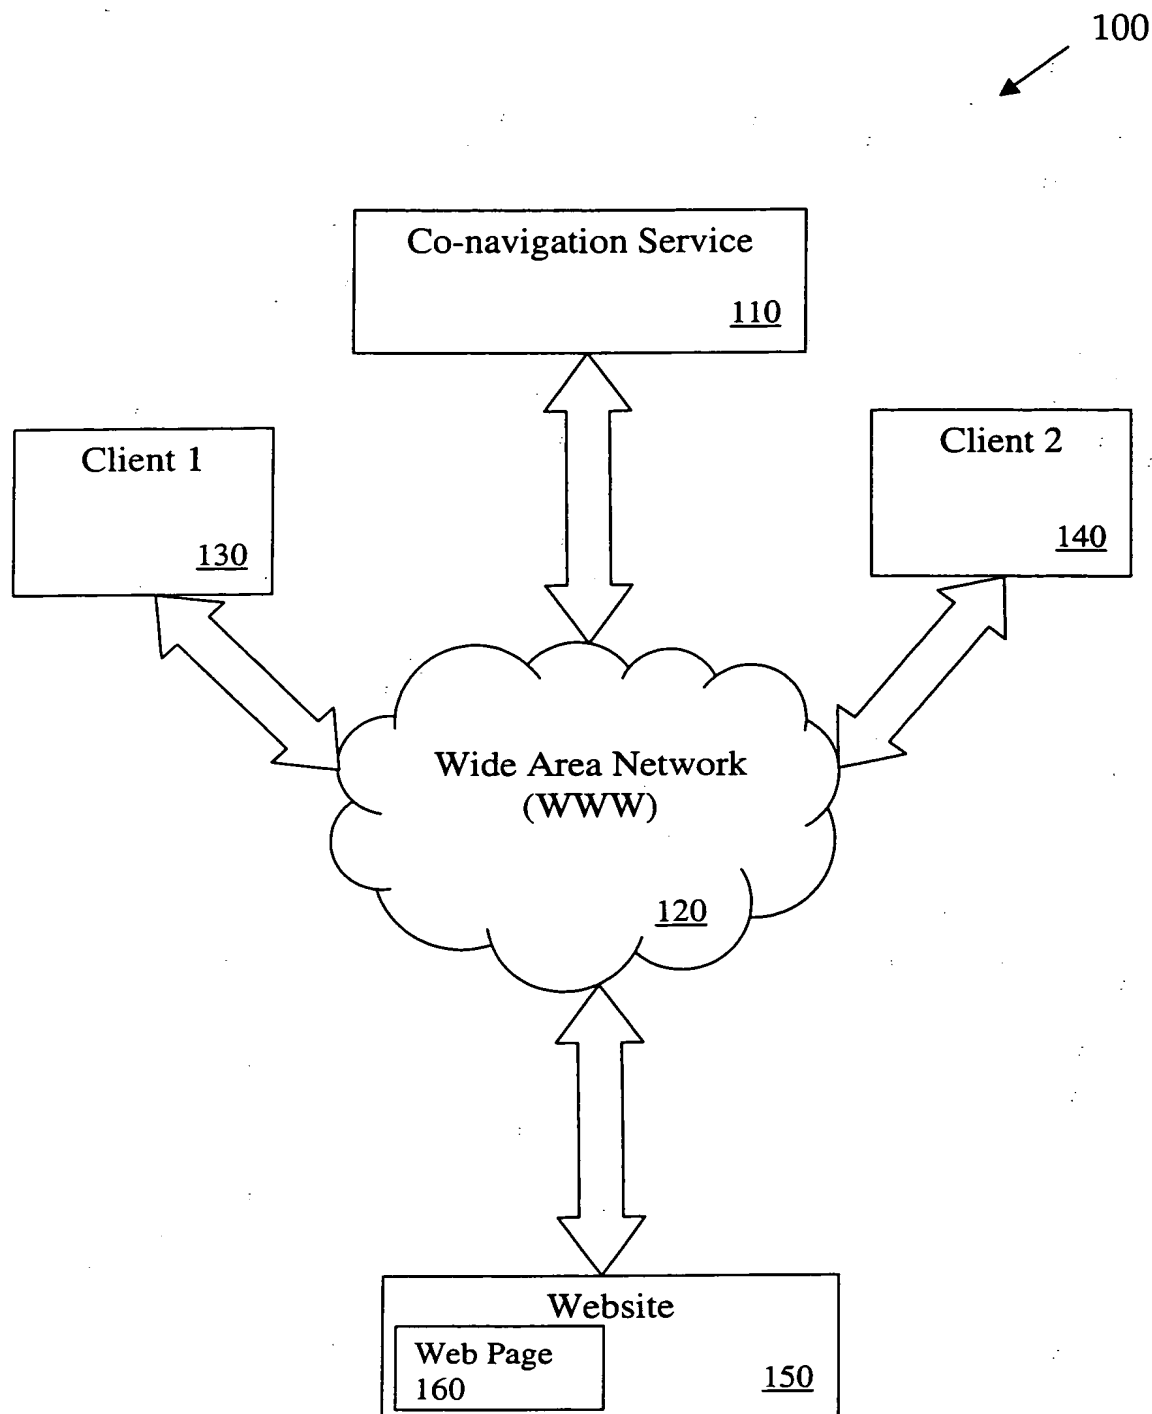 100
Co-navigation Service
110
Client 1
130
Client 2
140
Wide Area Network
(WWW)
120
Website
Web Page
160
150